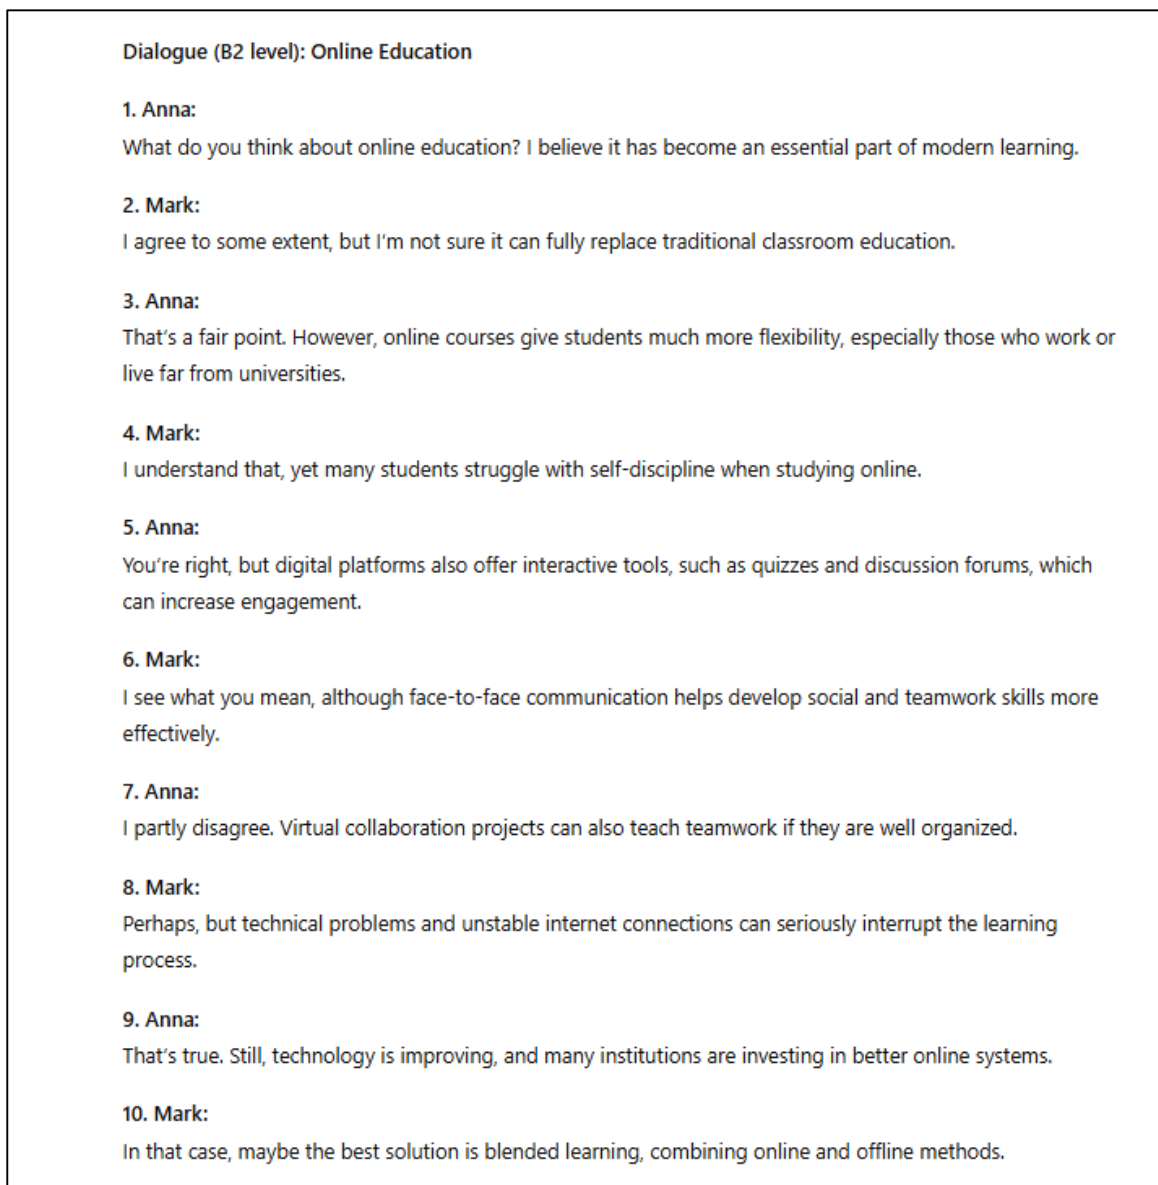 Dialogue (B2 level): Online Education
1. Anna:
What do you think about online education? I believe it has become an essential part of modern learning.
2. Mark:
I agree to some extent, but I'm not sure it can fully replace traditional classroom education.
3. Anna:
That's a fair point. However, online courses give students much more flexibility, especially those who work or
live far from universities.
4. Mark:
I understand that, yet many students struggle with self-discipline when studying online.
5. Anna:
You're right, but digital platforms also offer interactive tools, such as quizzes and discussion forums, which
can increase engagement.
6. Mark:
I see what you mean, although face-to-face communication helps develop social and teamwork skills more
effectively.
7. Anna:
I partly disagree. Virtual collaboration projects can also teach teamwork if they are well organized.
8. Mark:
Perhaps, but technical problems and unstable internet connections can seriously interrupt the learning
process.
9. Anna:
That's true. Still, technology is improving, and many institutions are investing in better online systems.
10. Mark:
In that case, maybe the best solution is blended learning, combining online and offline methods.